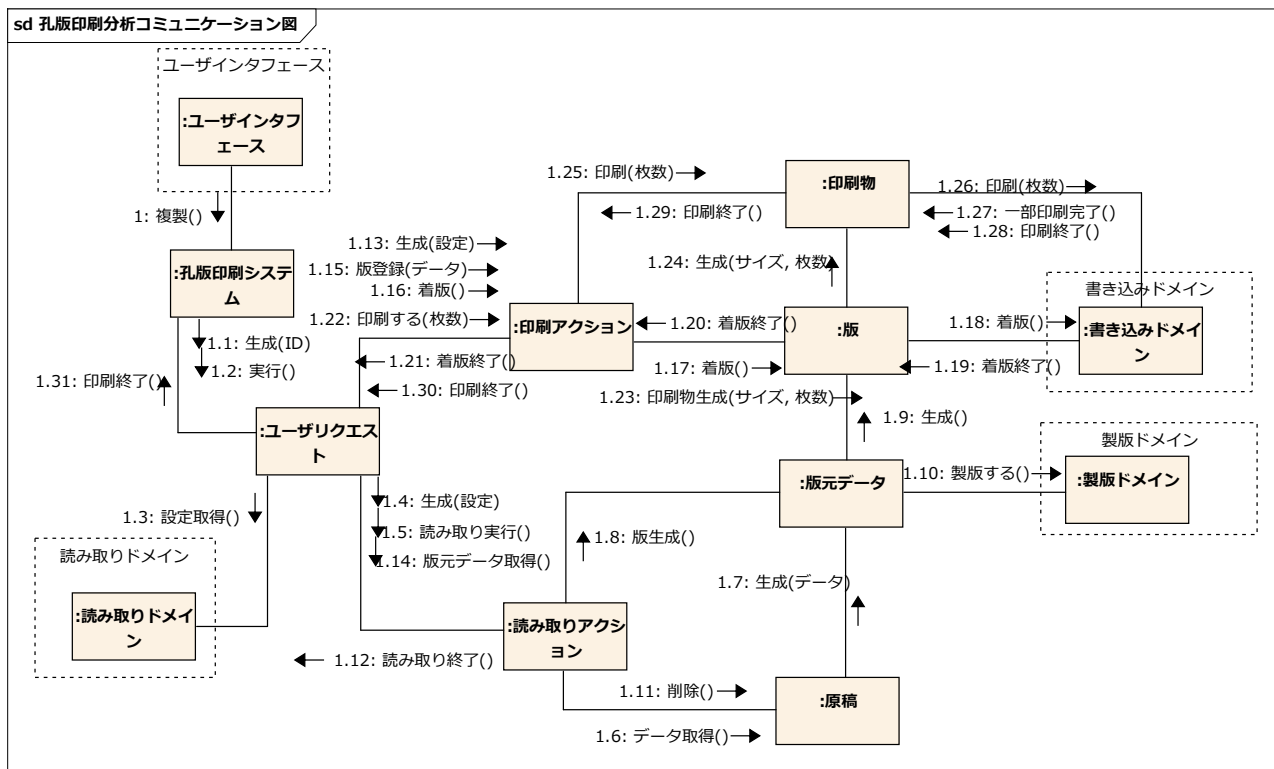 sd 孔版印刷分析コミュニケーション図
ユーザインタフェース
:ユーザインタフ
ェース
1: 複製()
:孔版印刷システ
ム
1.1: 生成(ID)
1.2: 実行()
1.31: 印刷終了()
:ユーザリクエス
ト
1.3: 設定取得()
読み取りドメイン
:読み取りドメイ
ン
1.4: 生成(設定)
1.5: 読み取り実行()
1.14: 版元データ取得()
1.12: 読み取り終了()
:読み取りアクシ
ョン
1.11: 削除()
1.6: データ取得()
:原稿
1.7: 生成(データ)
1.8: 版生成()
:版元データ
1.10: 製版する()
製版ドメイン
:製版ドメイン
1.9: 生成()
1.13: 生成(設定)
1.15: 版登録(データ)
1.16: 着版()
1.22: 印刷する(枚数)
:印刷アクション
1.21: 着版終了()
1.30: 印刷終了()
1.20: 着版終了()
1.17: 着版()
1.23: 印刷物生成(サイズ, 枚数)
:版
1.18: 着版()
1.19: 着版終了()
書き込みドメイン
:書き込みドメイ
ン
1.24: 生成(サイズ, 枚数)
1.25: 印刷(枚数)
1.29: 印刷終了()
:印刷物
1.26: 印刷(枚数)
1.27: 一部印刷完了()
1.28: 印刷終了()